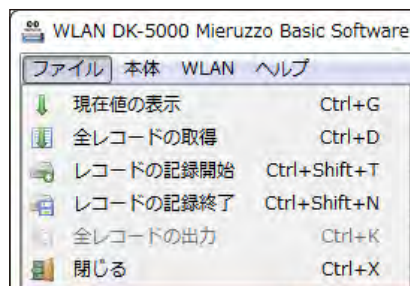 WLAN DK-5000 Mieruzzo Basic Software
ファイル 本体 WLAN ヘルプ
現在値の表示 Ctrl+G
全レコードの取得 Ctrl+D
レコードの記録開始 Ctrl+Shift+T
レコードの記録終了 Ctrl+Shift+N
全レコードの出力 Ctrl+K
閉じる Ctrl+X